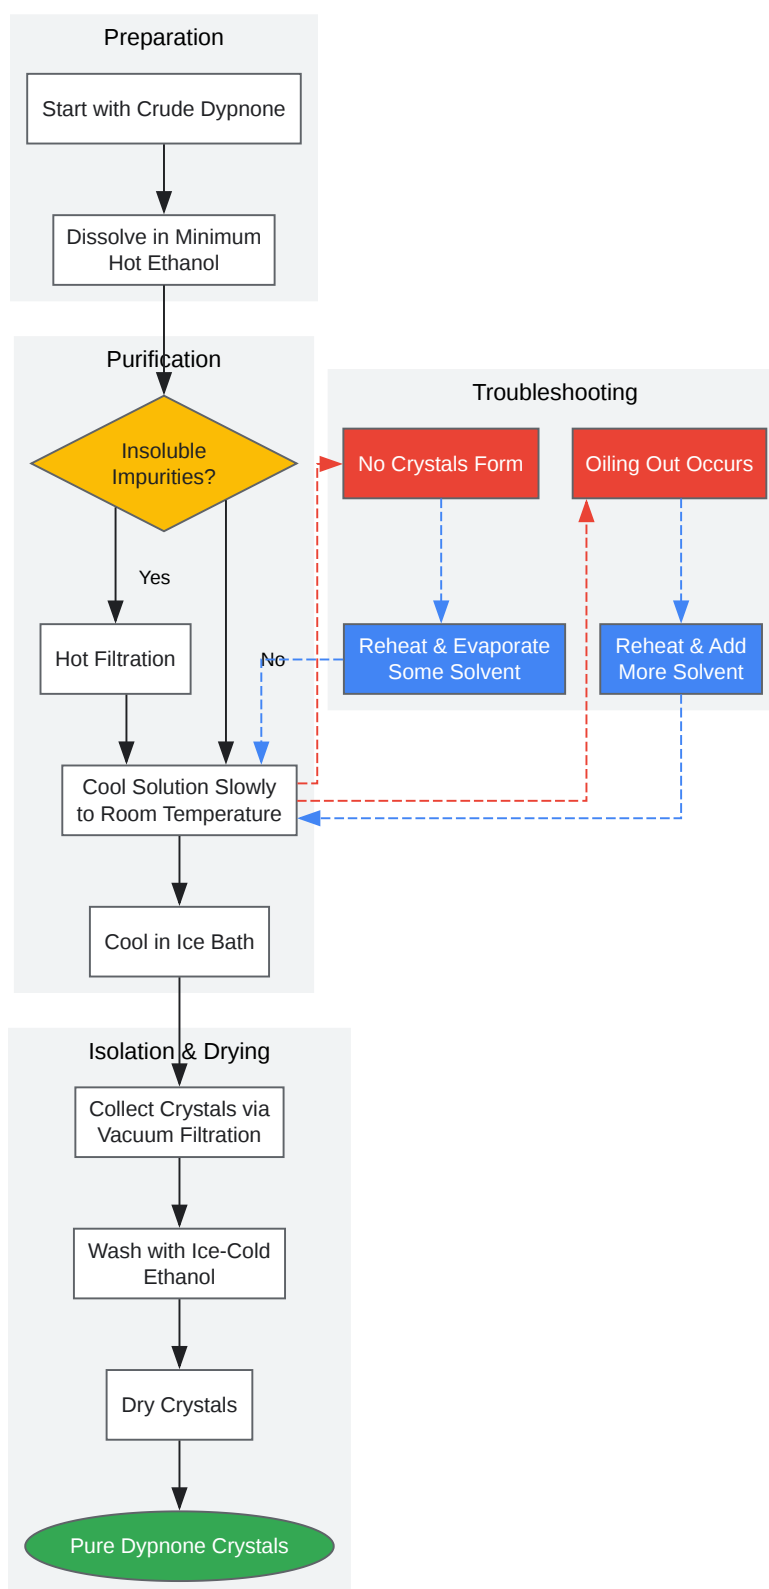 Preparation
Start with Crude Dypnone
Dissolve in Minimum
Hot Ethanol
Purification
Insoluble
Impurities?
Yes
No
Hot Filtration
Cool Solution Slowly
to Room Temperature
Cool in Ice Bath
Troubleshooting
No Crystals Form
Oiling Out Occurs
Reheat & Evaporate
Some Solvent
Reheat & Add
More Solvent
Isolation & Drying
Collect Crystals via
Vacuum Filtration
Wash with Ice-Cold
Ethanol
Dry Crystals
Pure Dypnone Crystals